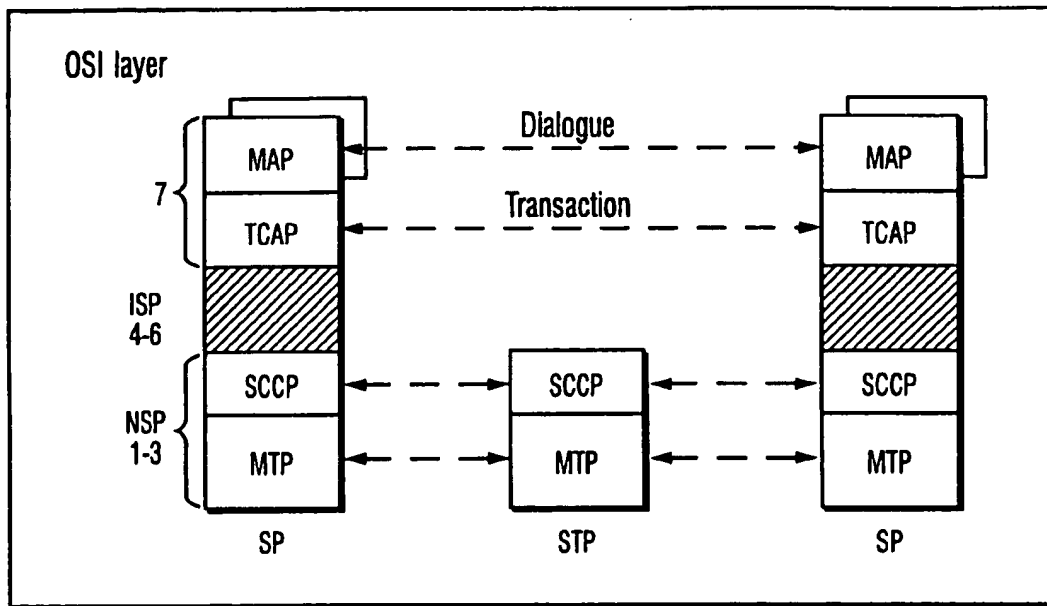 OSI layer
Dialogue
MAP
MAP
7
Transaction
TCAP
TCAP
ISP
4-6
SCCP
SCCP
SCCP
NSP
1-3
MTP
MTP
MTP
SP
STP
SP